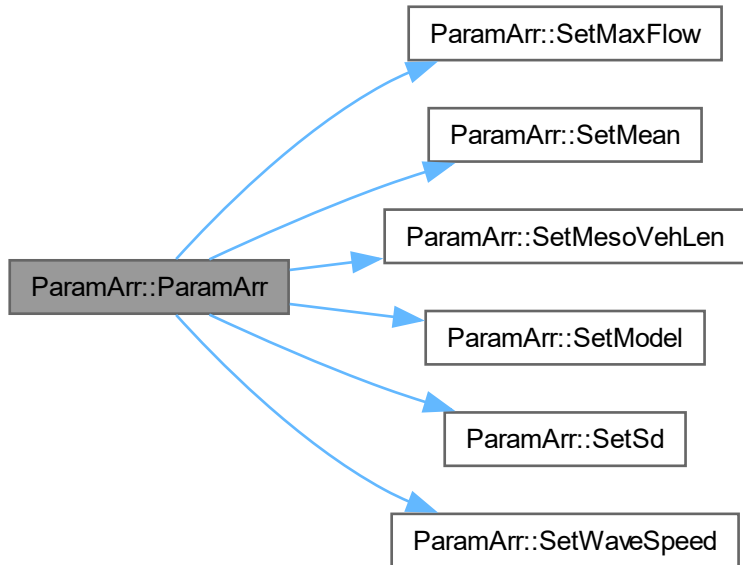 ParamArr::SetMaxFlow
ParamArr::SetMean
ParamArr::SetMesoVehLen
ParamArr::ParamArr
ParamArr::SetModel
ParamArr::SetSd
ParamArr::SetWaveSpeed